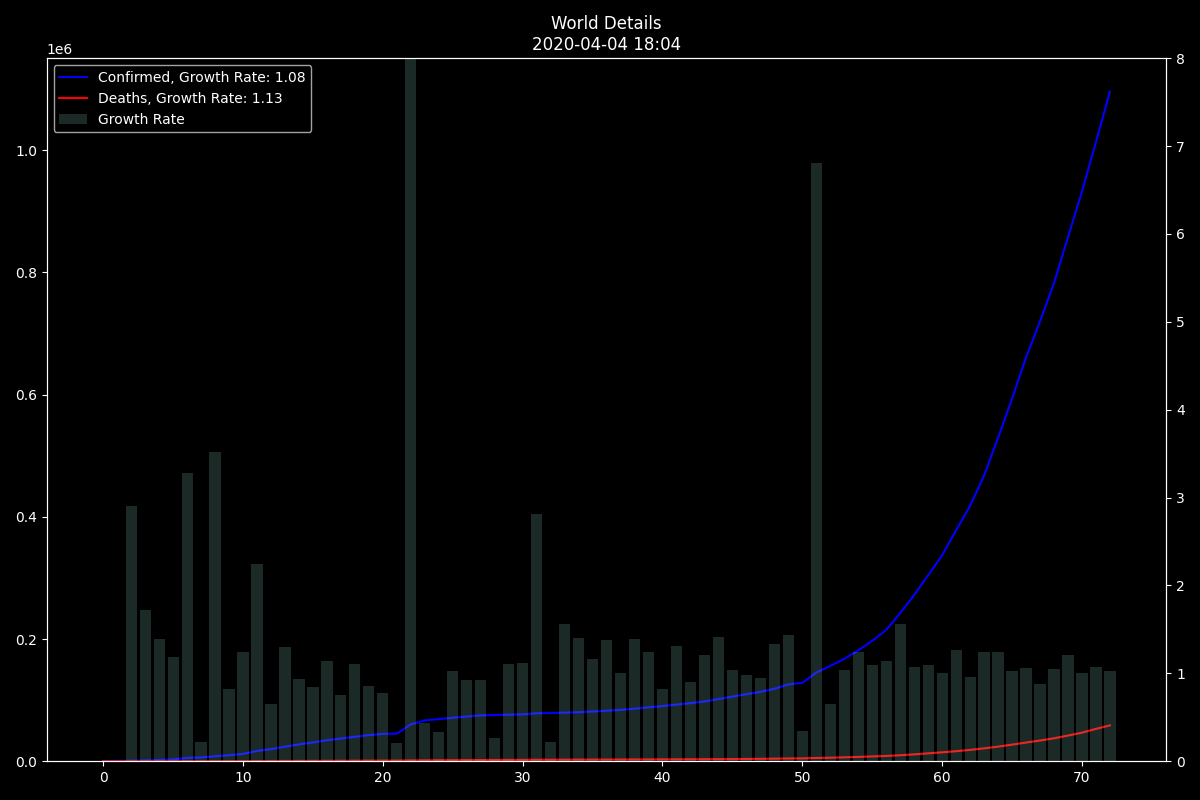 World Details
2020-04-04 18:04
1e6
Confirmed, Growth Rate: 1.08
Deaths, Growth Rate: 1.13
Growth Rate
1.0
0.8
0.6
0.4
0.2
0.0
8
7
6
5
4
3
2
1
0
0 10 20 30 40 50 60 70